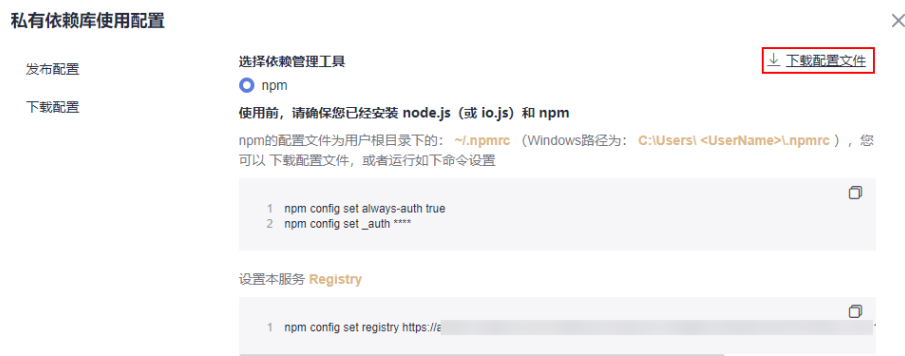 私有依赖库使用配置
发布配置
下载配置
选择依赖管理工具
下载配置文件
npm
使用前，请确保您已经安装 node.js（或 io.js）和 npm
npm的配置文件为用户根目录下的： ~/.npmrc （Windows路径为： C:\Users\ <UserName>\.npmrc ），您
可以 下载配置文件，或者运行如下命令设置
1 npm config set always-auth true
2 npm config set _auth ****
设置本服务 Registry
1 npm config set registry https://a